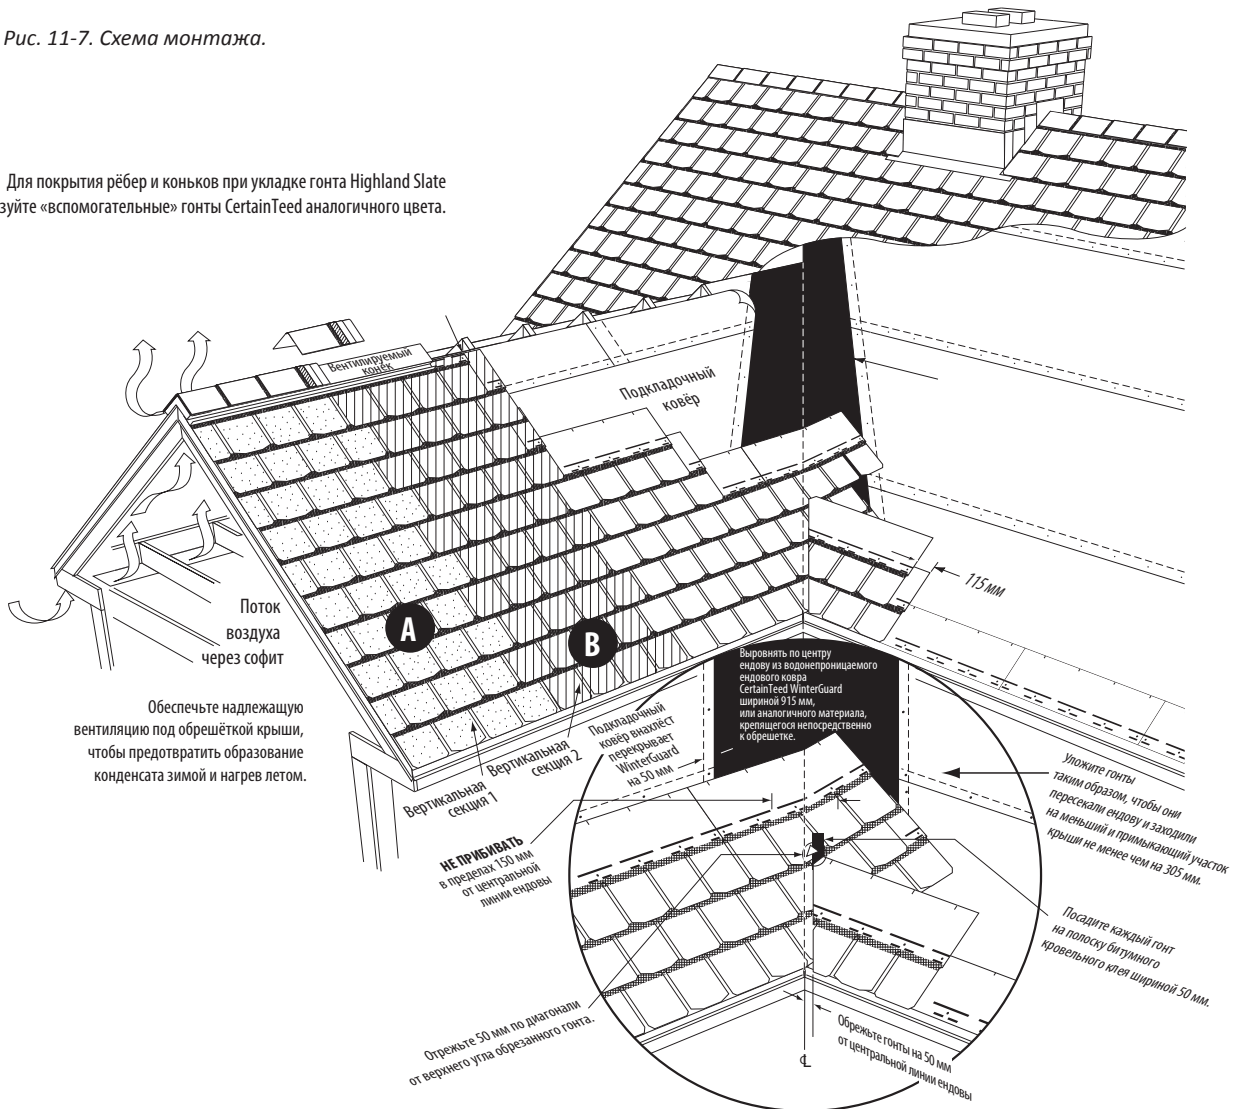 Рис. 11-7. Схема монтажа.
Для покрытия рёбер и коньков при укладке гонта Highland Slate
зуйте «вспомогательные» гонты CertainTeed аналогичного цвета.
Вентилируемый
конёк
Подкладочный
ковёр
115 мм
A
B
Поток
воздуха
через софит
Обеспечьте надлежащую
вентиляцию под обрешёткой крыши,
чтобы предотвратить образование
конденсата зимой и нагрев летом.
Вертикальная
секция 1
Вертикальная
секция 2
Подкладочный
ковёр внахлёст
перекрывает
WinterGuard
на 50 мм
Выровнять по центру
ендову из водонепроницаемого
ендового ковра
CertainTeed WinterGuard
шириной 915 мм,
или аналогичного материала,
крепящегося непосредственно
к обрешетке.
Уложите гонты
таким образом, чтобы они
пересекали ендову и заходили
на меньший и примыкающий участок
крыши не менее чем на 305 мм.
НЕ ПРИБИВАТЬ
в пределах 150 мм
от центральной
линии ендовы
Посадите каждый гонт
на полоску битумного
кровельного клея шириной 50 мм.
Отрежьте 50 мм по диагонали
от верхнего угла обрезанного гонта.
Обрежьте гонты на 50 мм
от центральной линии ендовы
℄